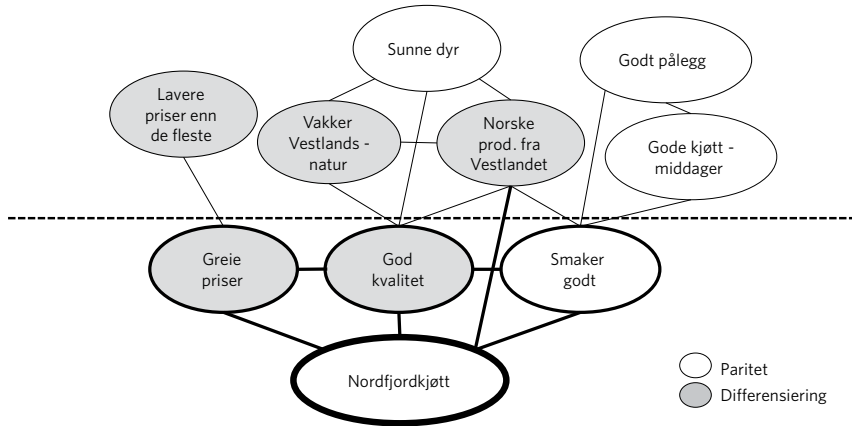 Sunne dyr
Godt pålegg
Lavere
priser enn
de fleste
Vakker
Vestlands -
natur
Norske
prod. fra
Vestlandet
Gode kjøtt -
middager
Greie
priser
God
kvalitet
Smaker
godt
Nordfjordkjøtt
Paritet
Differensiering